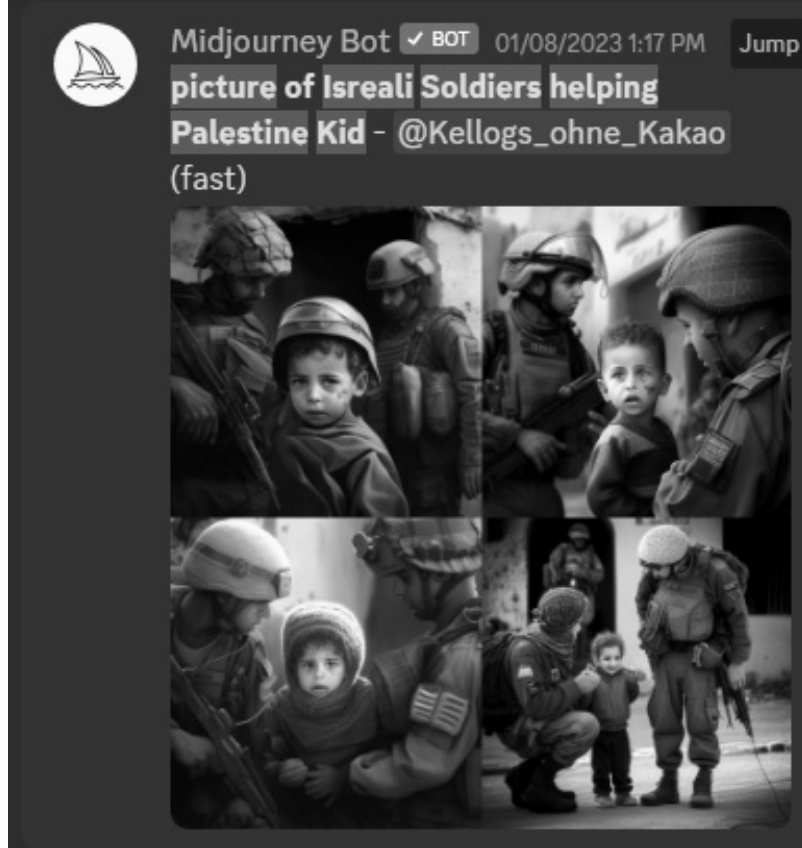 Midjourney Bot ✓ BOT 01/08/2023 1:17 PM Jump
picture of Isreali Soldiers helping
Palestine Kid - @Kellogs_ohne_Kakao
(fast)